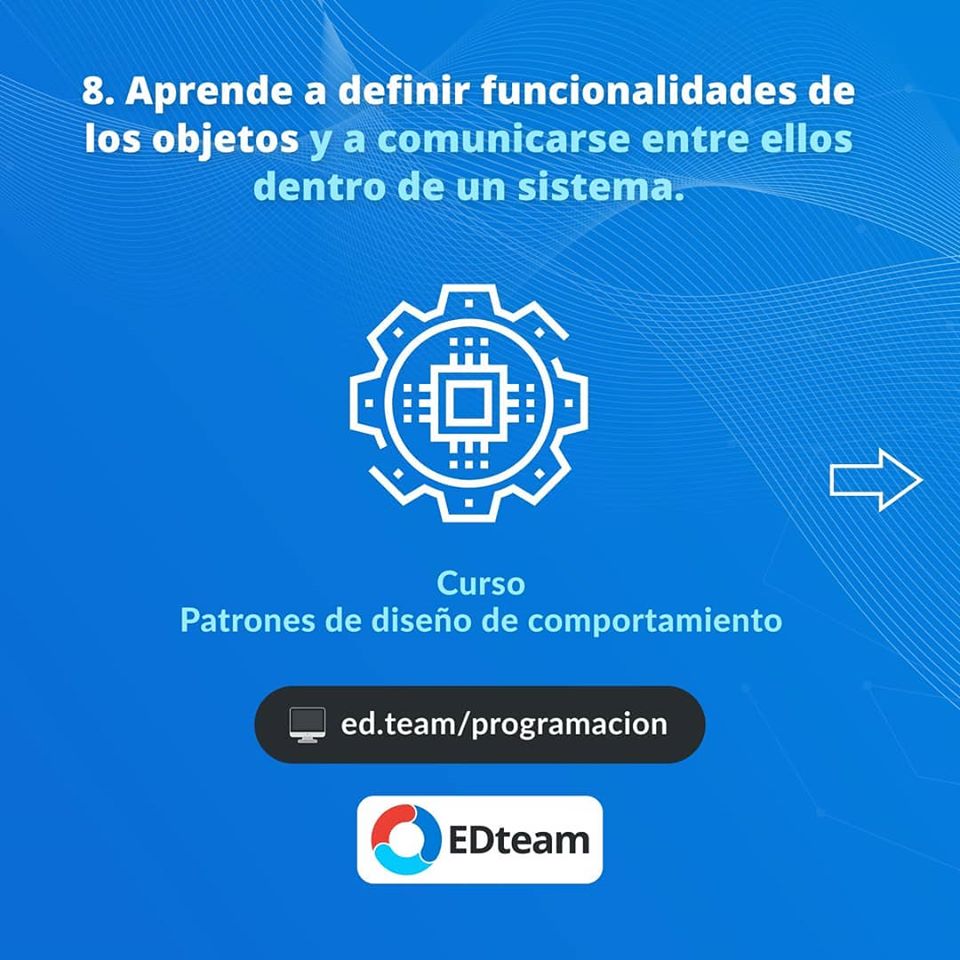 8. Aprende a definir funcionalidades de
los objetos y a comunicarse entre ellos
dentro de un sistema.
Curso
Patrones de diseño de comportamiento
ed.team/programacion
EDteam